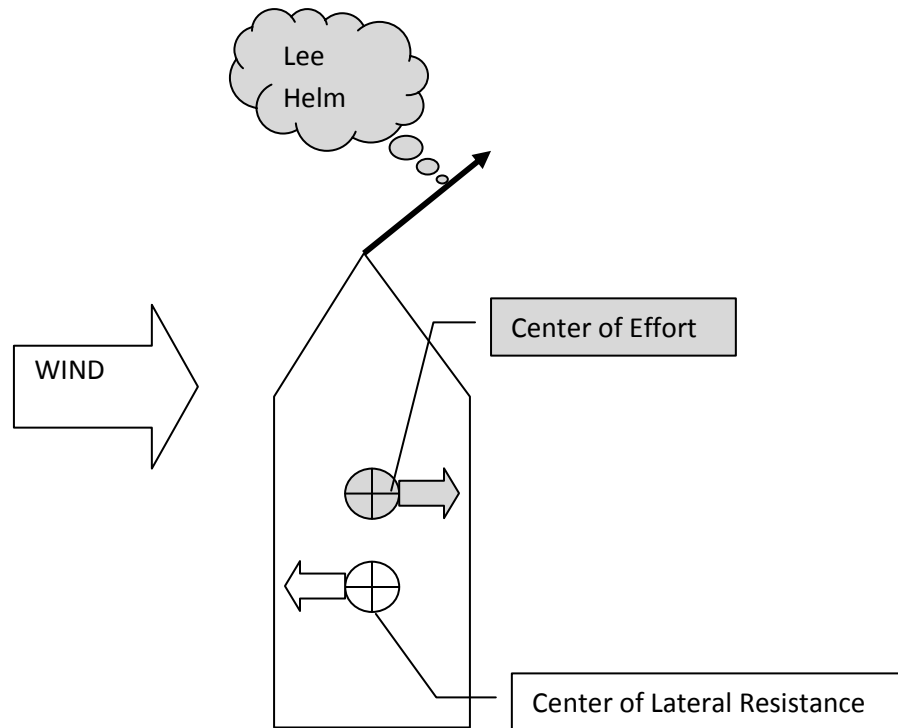 Lee
Helm
Center of Effort
WIND
Center of Lateral Resistance